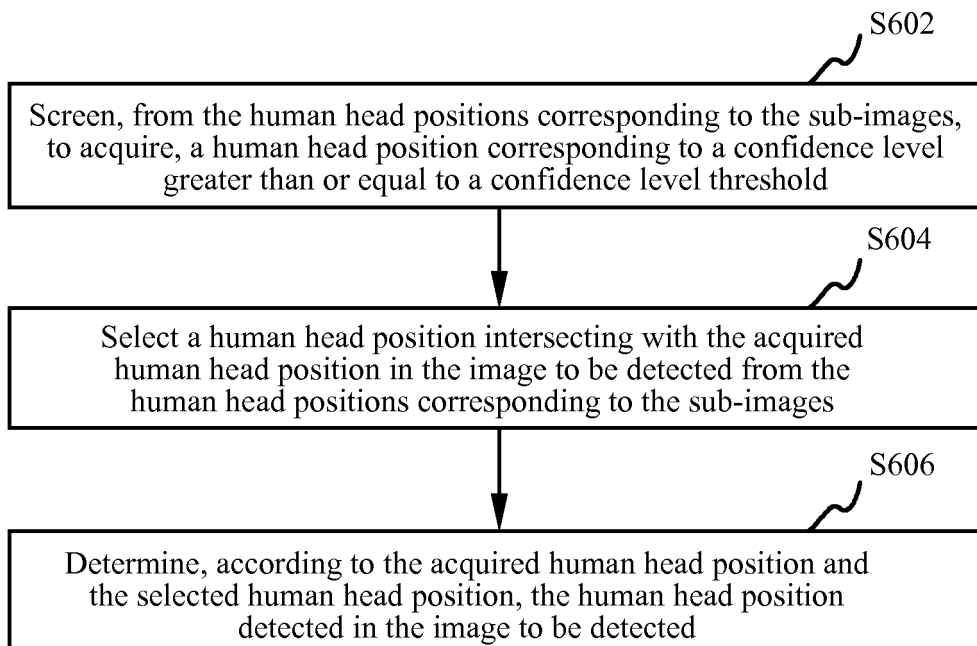 S602
Screen, from the human head positions corresponding to the sub-images,
to acquire, a human head position corresponding to a confidence level
greater than or equal to a confidence level threshold
S604
Select a human head position intersecting with the acquired
human head position in the image to be detected from the
human head positions corresponding to the sub-images
S606
Determine, according to the acquired human head position and
the selected human head position, the human head position
detected in the image to be detected